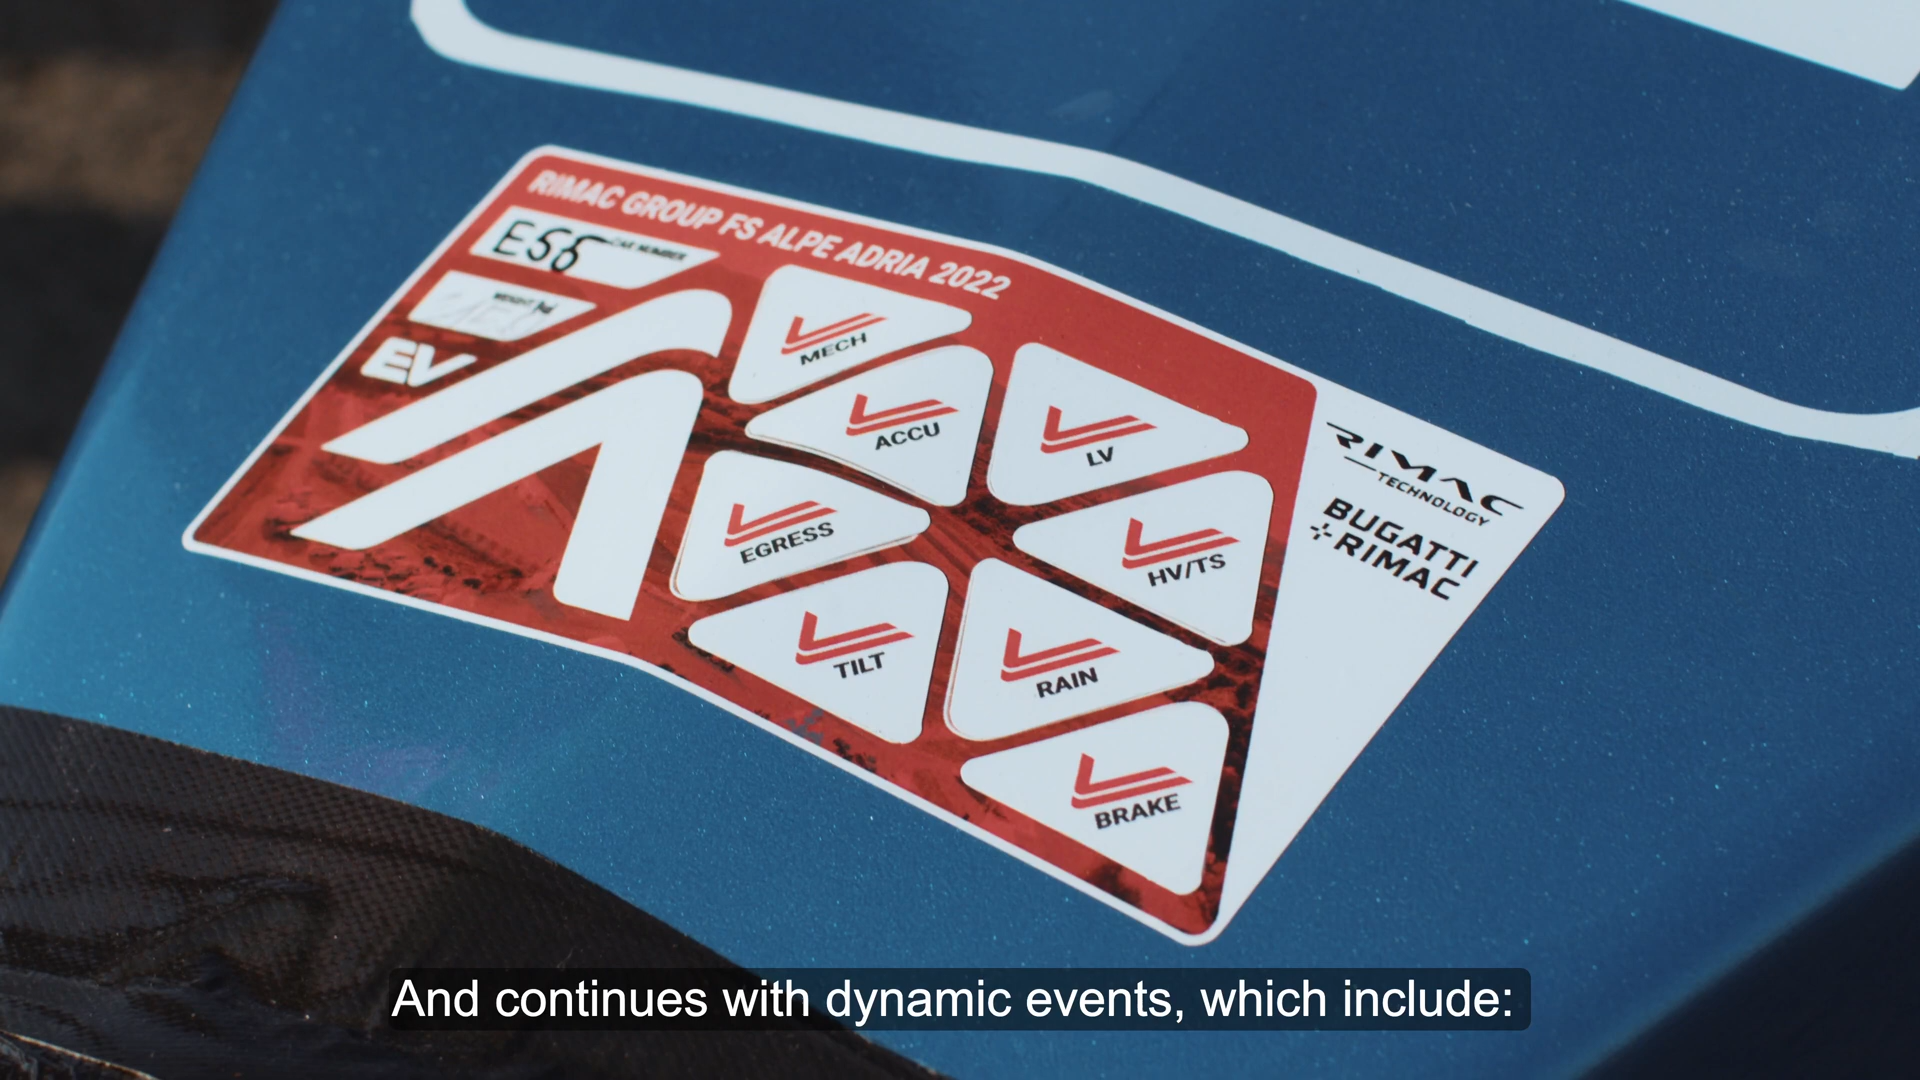 RIMAC GROUP FS ALPE ADRIA 2022
E56
CAR NUMBER
WEIGHT
EV
MECH
ACCU
LV
EGRESS
HV/TS
TILT
RAIN
BRAKE
RIMAC
TECHNOLOGY
BUGATTI
RIMAC
And continues with dynamic events, which include: